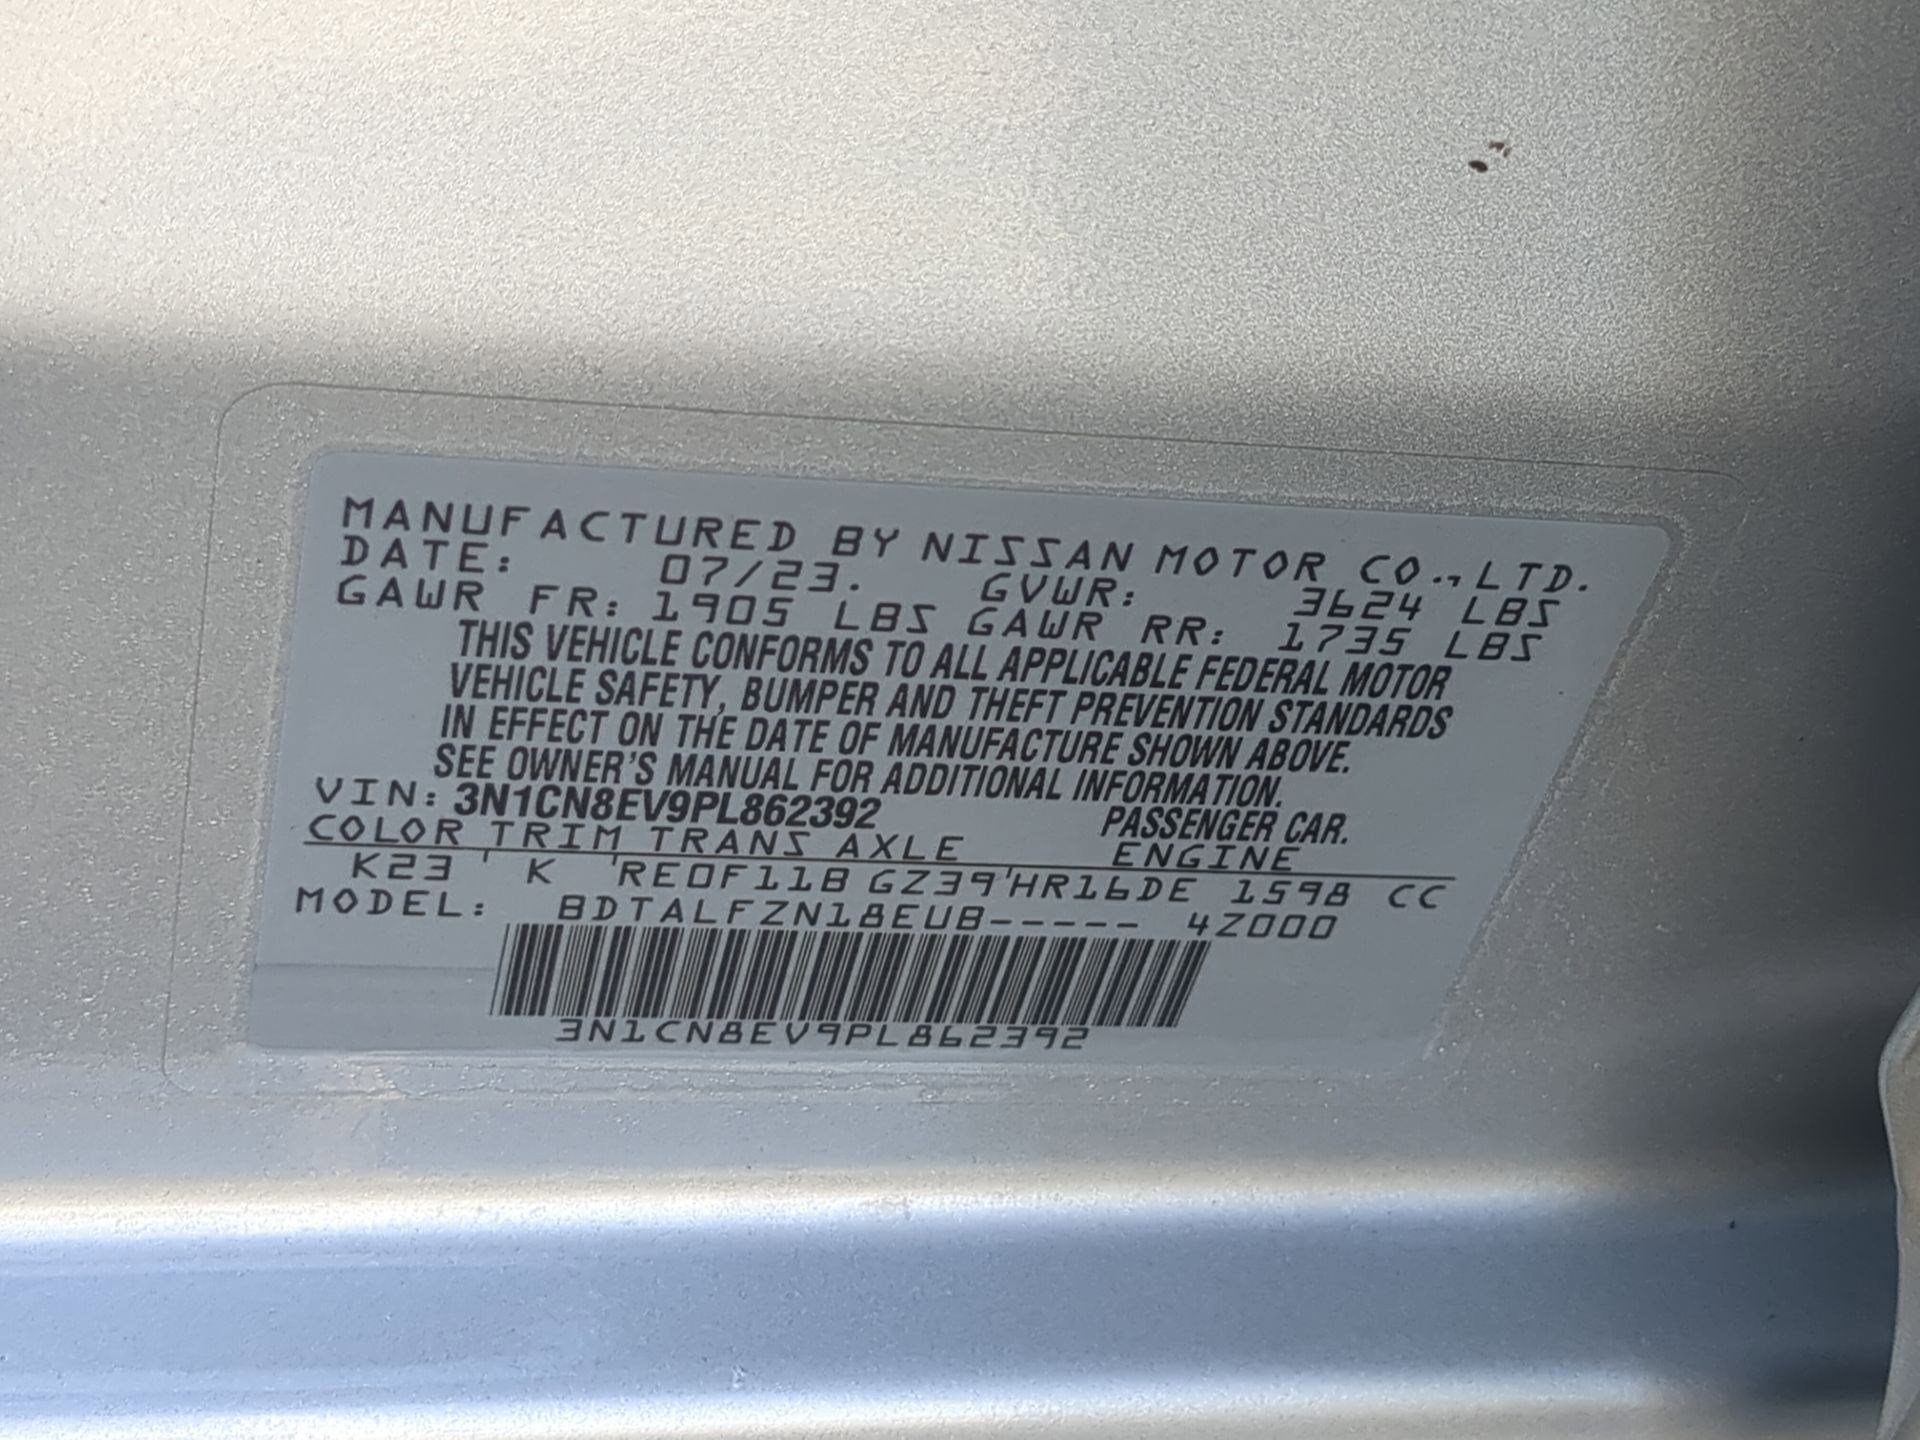 MANUFACTURED BY NISSAN MOTOR CO., LTD.
DATE: 07/23. GVWR: 3624 LBS
GAWR FR: 1905 LBS GAWR RR: 1735 LBS
THIS VEHICLE CONFORMS TO ALL APPLICABLE FEDERAL MOTOR
VEHICLE SAFETY, BUMPER AND THEFT PREVENTION STANDARDS
IN EFFECT ON THE DATE OF MANUFACTURE SHOWN ABOVE.
SEE OWNER'S MANUAL FOR ADDITIONAL INFORMATION.
VIN: 3N1CN8EV9PL862392 PASSENGER CAR.
COLOR TRIM TRANS AXLE ENGINE
K23 ' K 'RE0F11B GZ39'HR16DE 1598 CC
MODEL: BDTALFZN18EUB----- 4Z000
3N1CN8EV9PL862392